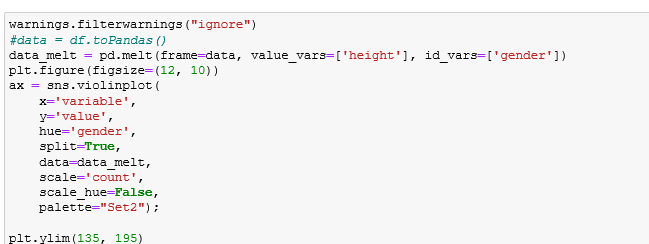 warnings.filterwarnings("ignore")
#data = df.toPandas()
data_melt = pd.melt(frame=data, value_vars=['height'], id_vars=['gender'])
plt.figure(figsize=(12, 10))
ax = sns.violinplot(
    x='variable',
    y='value',
    hue='gender',
    split=True,
    data=data_melt,
    scale='count',
    scale_hue=False,
    palette="Set2");

plt.ylim(135, 195)